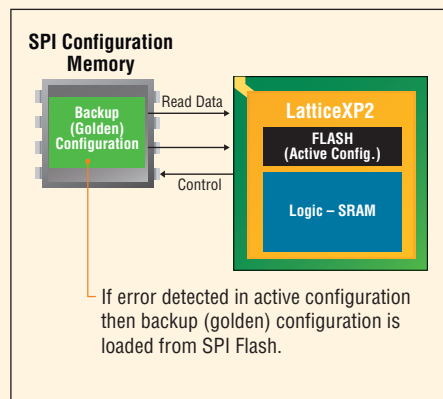 SPI Configuration
Memory
Backup
(Golden)
Configuration
Read Data
Control
LatticeXP2
FLASH
(Active Config.)
Logic – SRAM
If error detected in active configuration
then backup (golden) configuration is
loaded from SPI Flash.